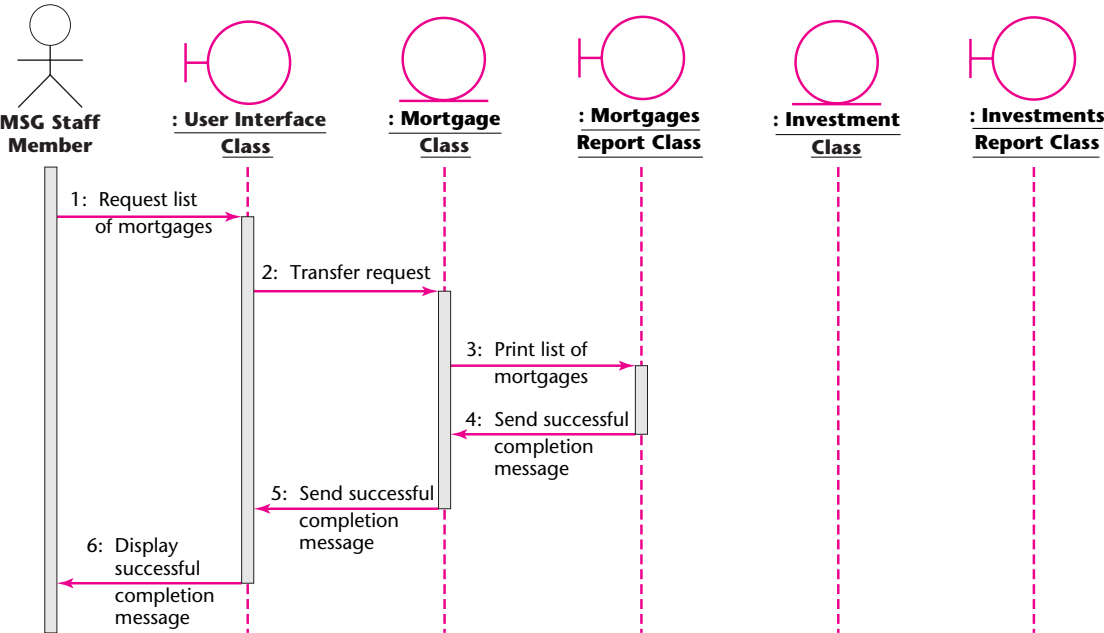 MSG Staff
Member
: User Interface
Class
: Mortgage
Class
: Mortgages
Report Class
: Investment
Class
: Investments
Report Class
1: Request list
of mortgages
2: Transfer request
3: Print list of
mortgages
4: Send successful
completion
message
5: Send successful
completion
message
6: Display
successful
completion
message